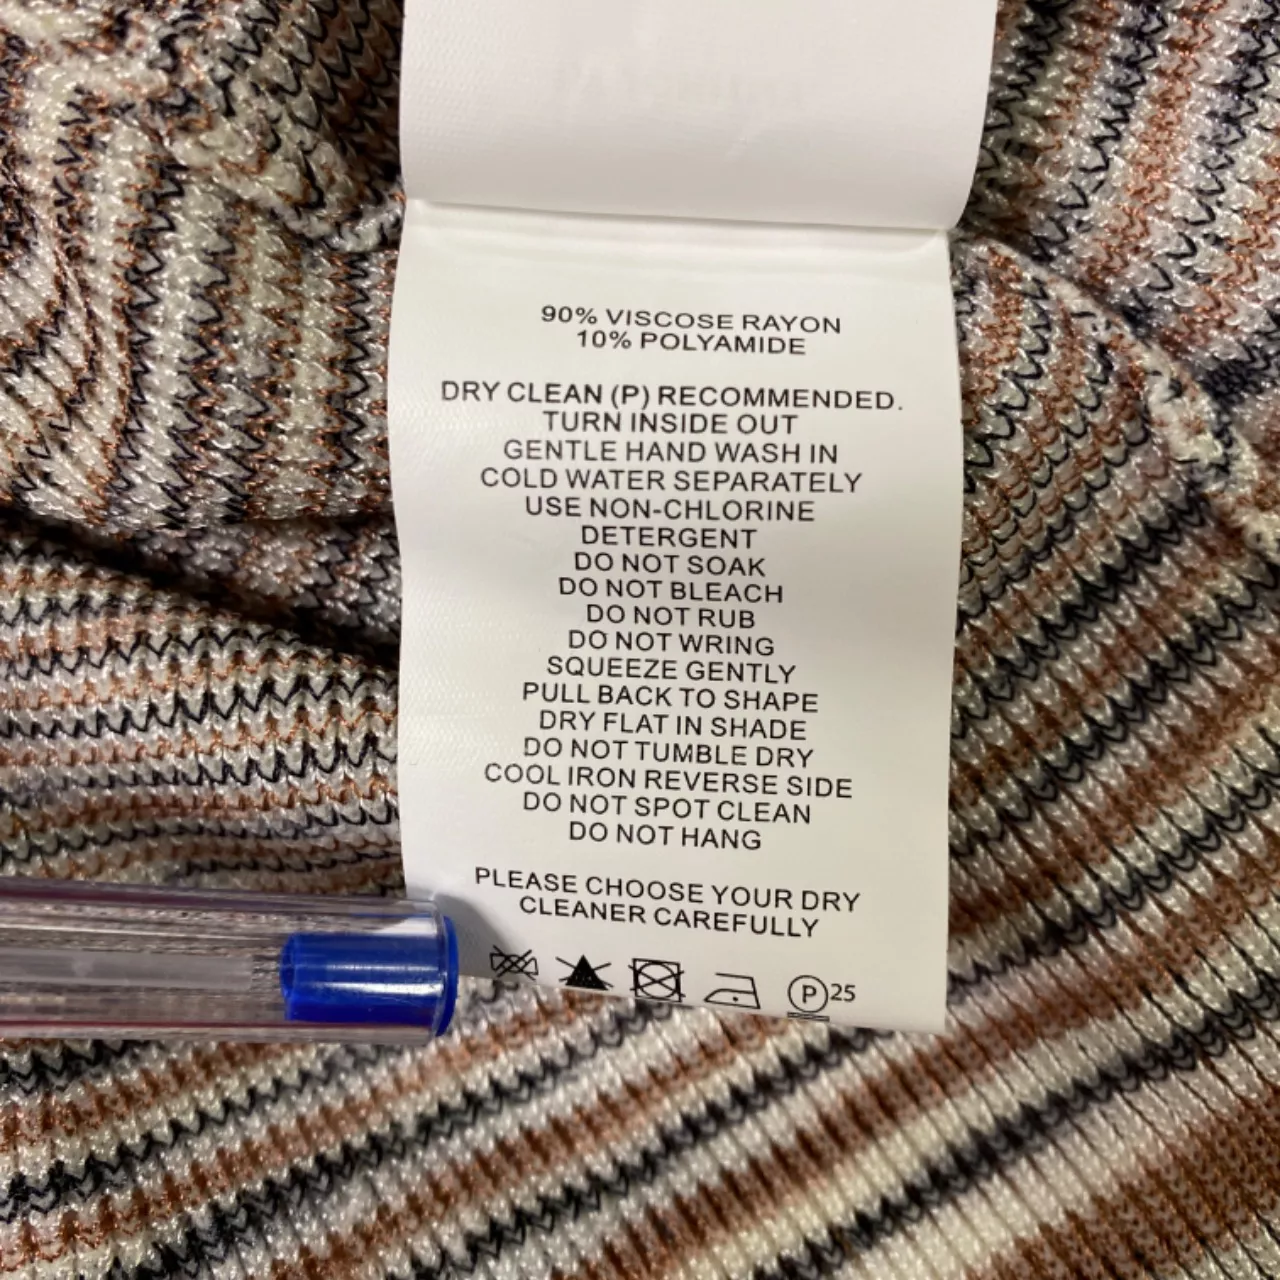 90% VISCOSE RAYON
10% POLYAMIDE
DRY CLEAN (P) RECOMMENDED.
TURN INSIDE OUT
GENTLE HAND WASH IN
COLD WATER SEPARATELY
USE NON-CHLORINE
DETERGENT
DO NOT SOAK
DO NOT BLEACH
DO NOT RUB
DO NOT WRING
SQUEEZE GENTLY
PULL BACK TO SHAPE
DRY FLAT IN SHADE
DO NOT TUMBLE DRY
COOL IRON REVERSE SIDE
DO NOT SPOT CLEAN
DO NOT HANG
PLEASE CHOOSE YOUR DRY
CLEANER CAREFULLY
P 25